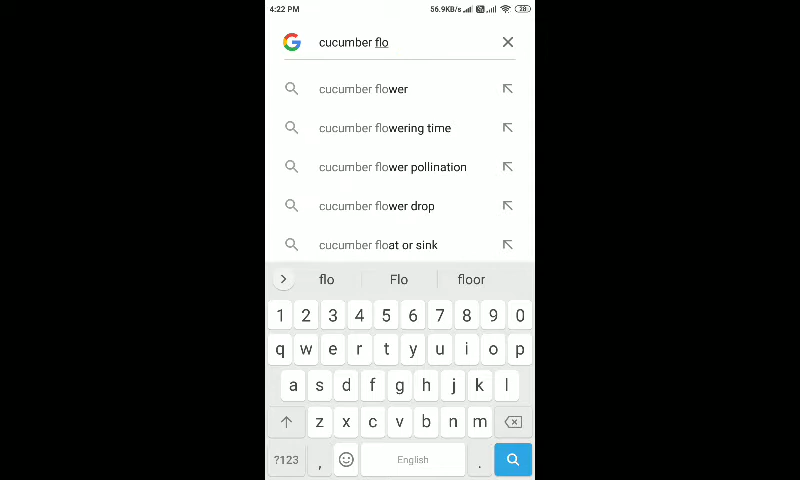 4:22 PM 56.9KB/s 28
cucumber flo
cucumber flower
cucumber flowering time
cucumber flower pollination
cucumber flower drop
cucumber float or sink
flo Flo floor
1 2 3 4 5 6 7 8 9 0
q w e r t y u i o p
a s d f g h j k l
z x c v b n m
?123 , English .